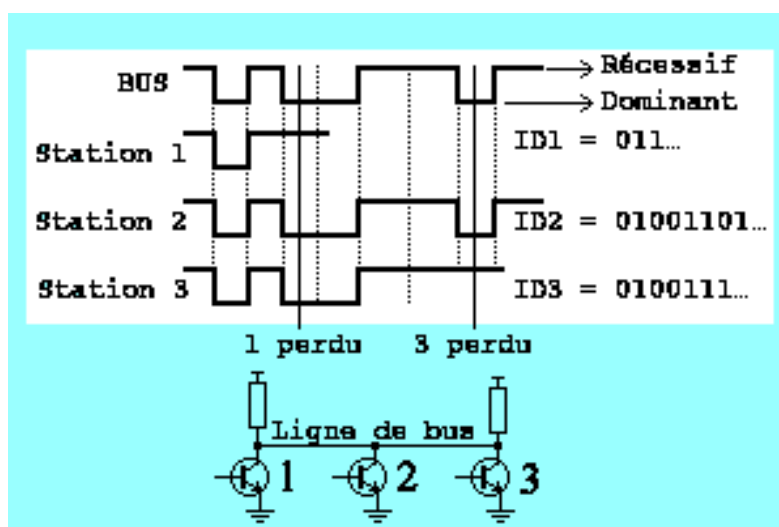 BUS
Récessif
Dominant
Station 1
ID1 = 011…
Station 2
ID2 = 01001101…
Station 3
ID3 = 0100111…
1 perdu
3 perdu
Ligne de bus
1
2
3